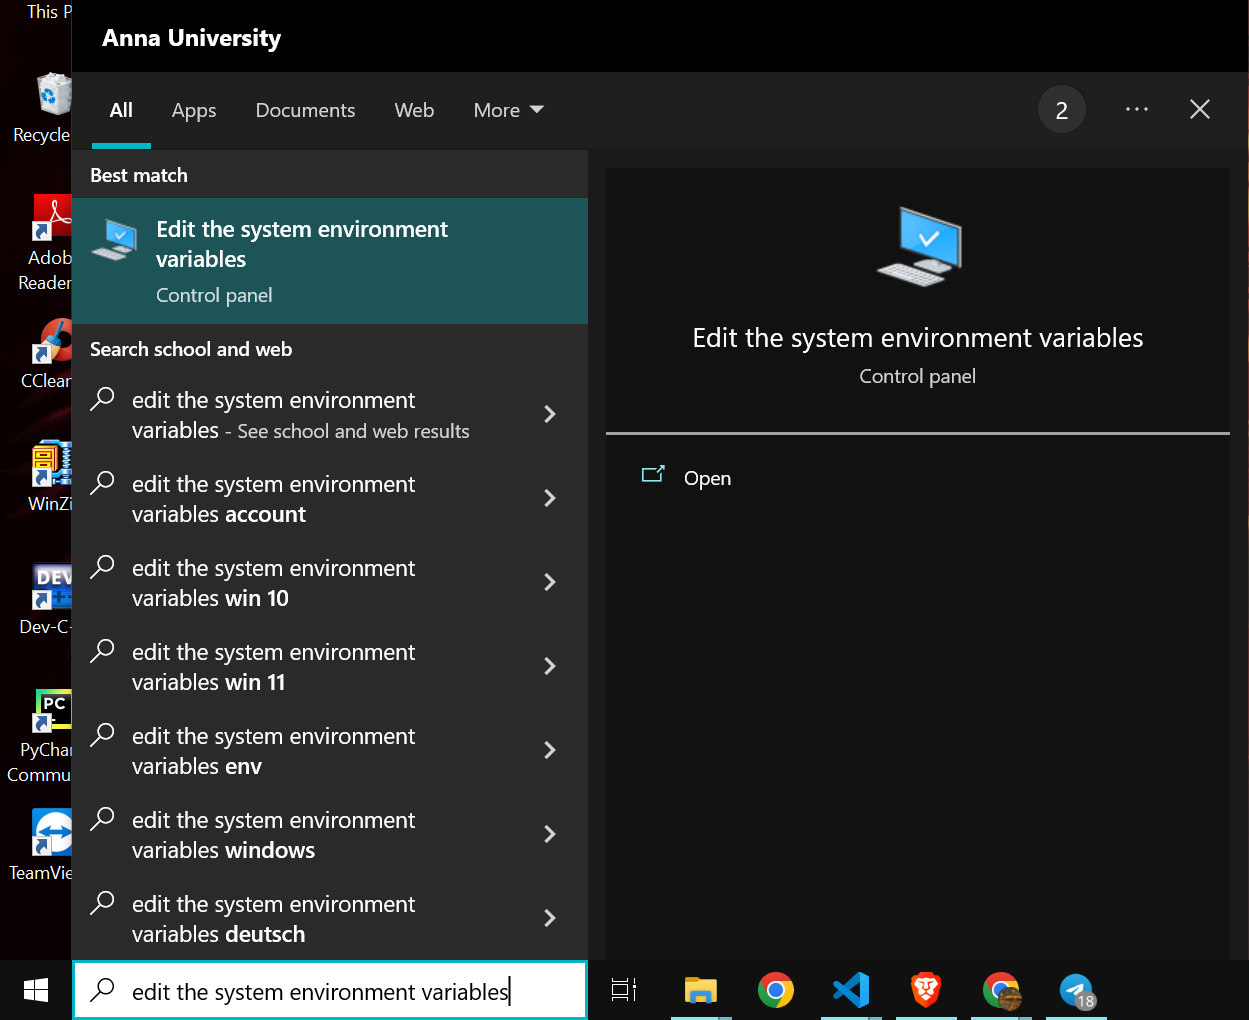 This P
Anna University
All Apps Documents Web More
2
Recycle
Best match
Edit the system environment
variables
Control panel
Adob
Reader
Edit the system environment variables
Control panel
Search school and web
CClear
edit the system environment
variables - See school and web results
Open
edit the system environment
variables account
WinZi
edit the system environment
variables win 10
DEV
Dev-C-
edit the system environment
variables win 11
PC
PyChar
Commu
edit the system environment
variables env
edit the system environment
variables windows
TeamVie
edit the system environment
variables deutsch
edit the system environment variables
18